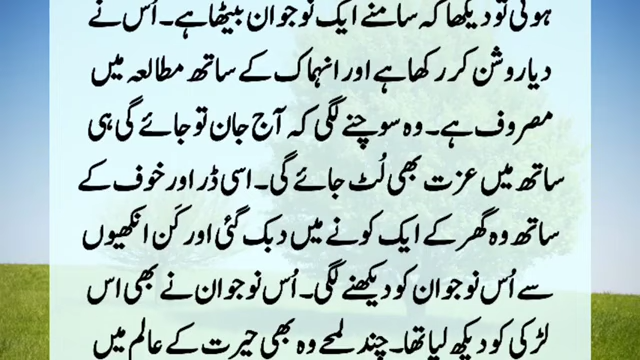 ہوئی تو دیکھا کہ سامنے ایک نوجوان بیٹھا ہے۔ اُس نے
دیا روشن کر رکھا ہے اور انہماک کے ساتھ مطالعہ میں
مصروف ہے۔ وہ سوچنے لگی کہ آج جان تو جائے گی ہی
ساتھ میں عزت بھی لُٹ جائے گی۔ اسی ڈر اور خوف کے
ساتھ وہ گھر کے ایک کونے میں دبک گئی اور کَن انکھیوں
سے اُس نوجوان کو دیکھنے لگی۔ اُس نوجوان نے بھی اس
لڑکی کو دیکھ لیا تھا۔ چند لمحے وہ بھی حیرت کے عالم میں